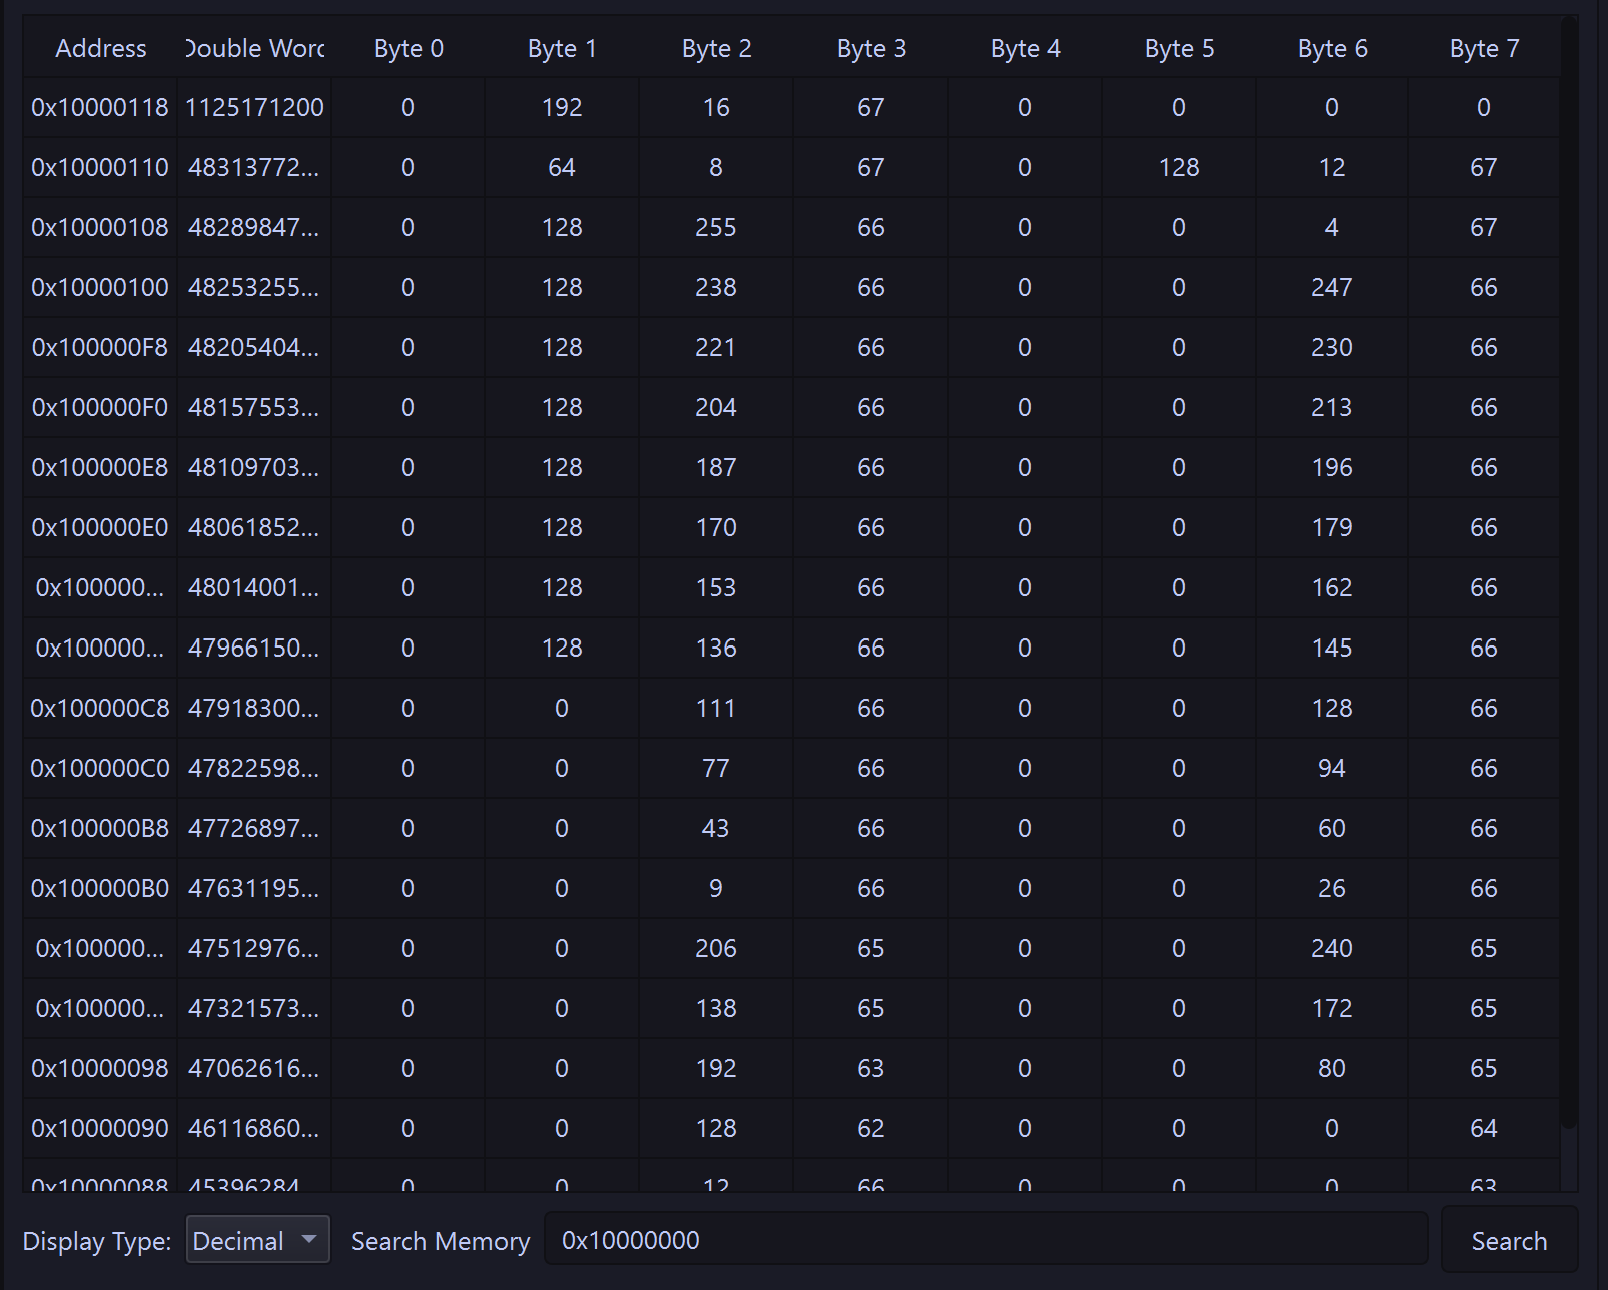 Address Double Word Byte 0 Byte 1 Byte 2 Byte 3 Byte 4 Byte 5 Byte 6 Byte 7
0x10000118 1125171200 0 192 16 67 0 0 0 0
0x10000110 48313772... 0 64 8 67 0 128 12 67
0x10000108 48289847... 0 128 255 66 0 0 4 67
0x10000100 48253255... 0 128 238 66 0 0 247 66
0x100000F8 48205404... 0 128 221 66 0 0 230 66
0x100000F0 48157553... 0 128 204 66 0 0 213 66
0x100000E8 48109703... 0 128 187 66 0 0 196 66
0x100000E0 48061852... 0 128 170 66 0 0 179 66
0x100000... 48014001... 0 128 153 66 0 0 162 66
0x100000... 47966150... 0 128 136 66 0 0 145 66
0x100000C8 47918300... 0 0 111 66 0 0 128 66
0x100000C0 47822598... 0 0 77 66 0 0 94 66
0x100000B8 47726897... 0 0 43 66 0 0 60 66
0x100000B0 47631195... 0 0 9 66 0 0 26 66
0x100000... 47512976... 0 0 206 65 0 0 240 65
0x100000... 47321573... 0 0 138 65 0 0 172 65
0x10000098 47062616... 0 0 192 63 0 0 80 65
0x10000090 46116860... 0 0 128 62 0 0 0 64
0x10000088 45396284... 0 0 12 66 0 0 0 63
Display Type: Decimal Search Memory 0x10000000 Search